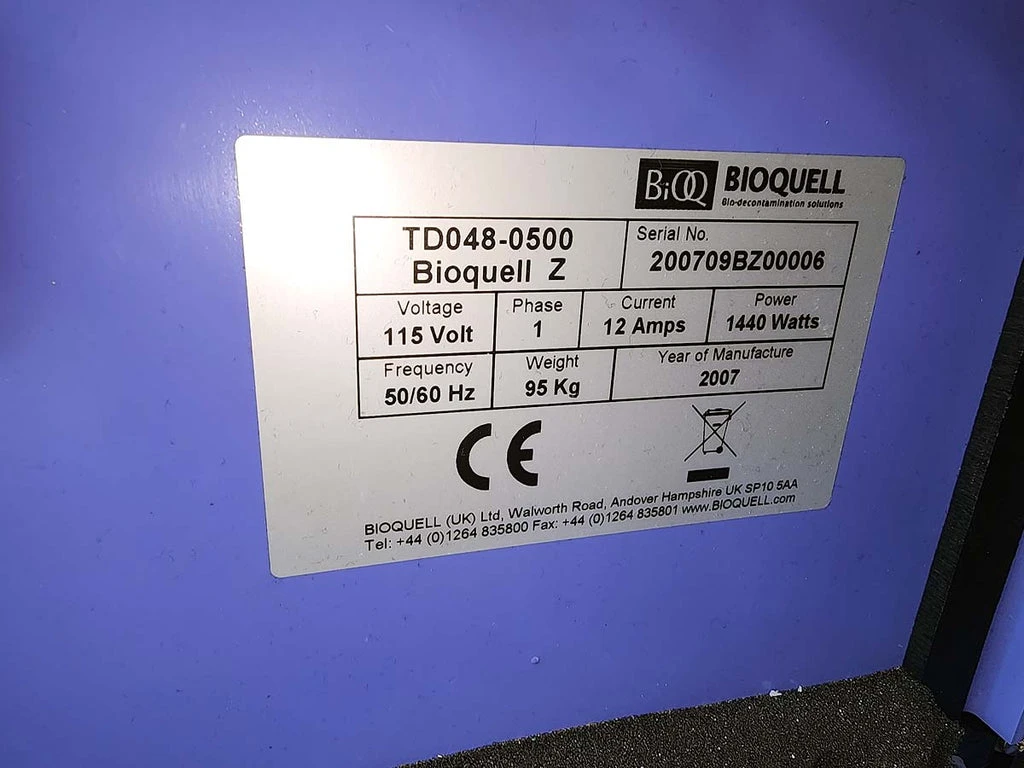 BiOQ BIOQUELL
Bio-decontamination solutions
TD048-0500
Bioquell Z
Serial No.
200709BZ00006
Voltage
115 Volt
Phase
1
Current
12 Amps
Power
1440 Watts
Frequency
50/60 Hz
Weight
95 Kg
Year of Manufacture
2007
CE
BIOQUELL (UK) Ltd, Walworth Road, Andover Hampshire UK SP10 5AA
Tel: +44 (0)1264 835800 Fax: +44 (0)1264 835801 www.BIOQUELL.com